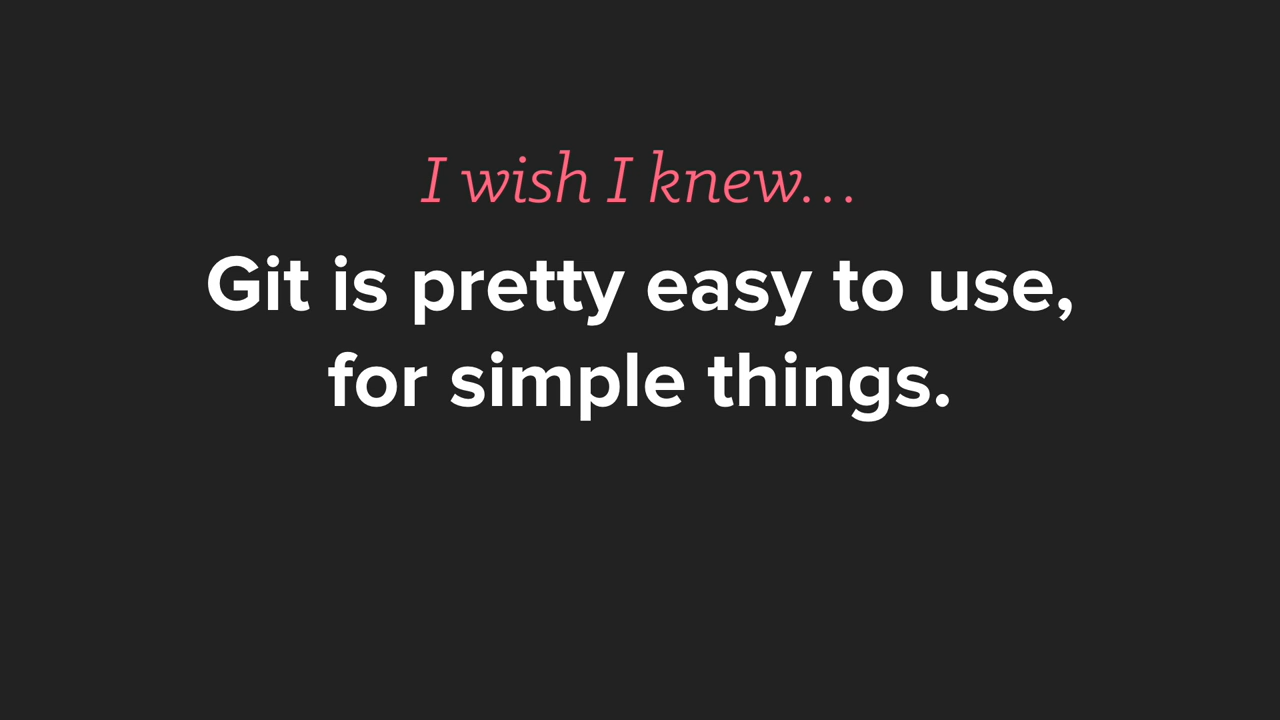 I wish I knew…
Git is pretty easy to use,
for simple things.